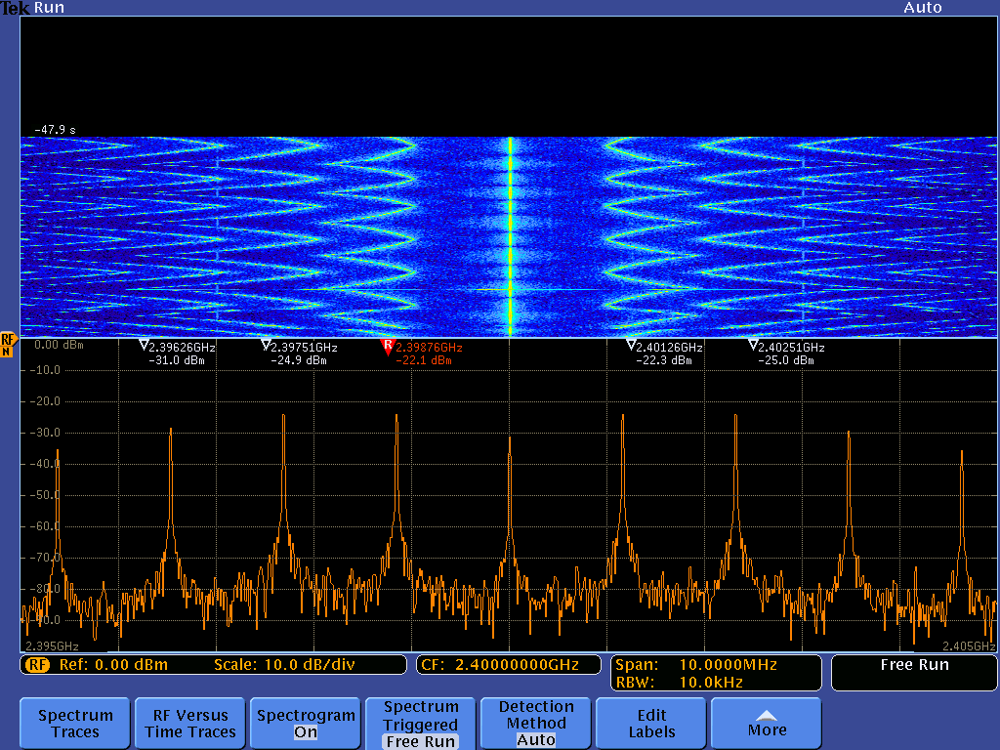 Tek Run Auto
-47.9 s
RF
N
0.00 dBm
2.39626GHz 2.39751GHz R 2.39876GHz 2.40126GHz 2.40251GHz
-31.0 dBm -24.9 dBm -22.1 dBm -22.3 dBm -25.0 dBm
-10.0
-20.0
-30.0
-40.0
-50.0
-60.0
-70.0
-80.0
-90.0
2.395GHz 2.405GHz
RF Ref: 0.00 dBm Scale: 10.0 dB/div CF: 2.40000000GHz Span: 10.0000MHz Free Run
RBW: 10.0kHz
Spectrum
Traces
RF Versus
Time Traces
Spectrogram
On
Spectrum
Triggered
Free Run
Detection
Method
Auto
Edit
Labels
More